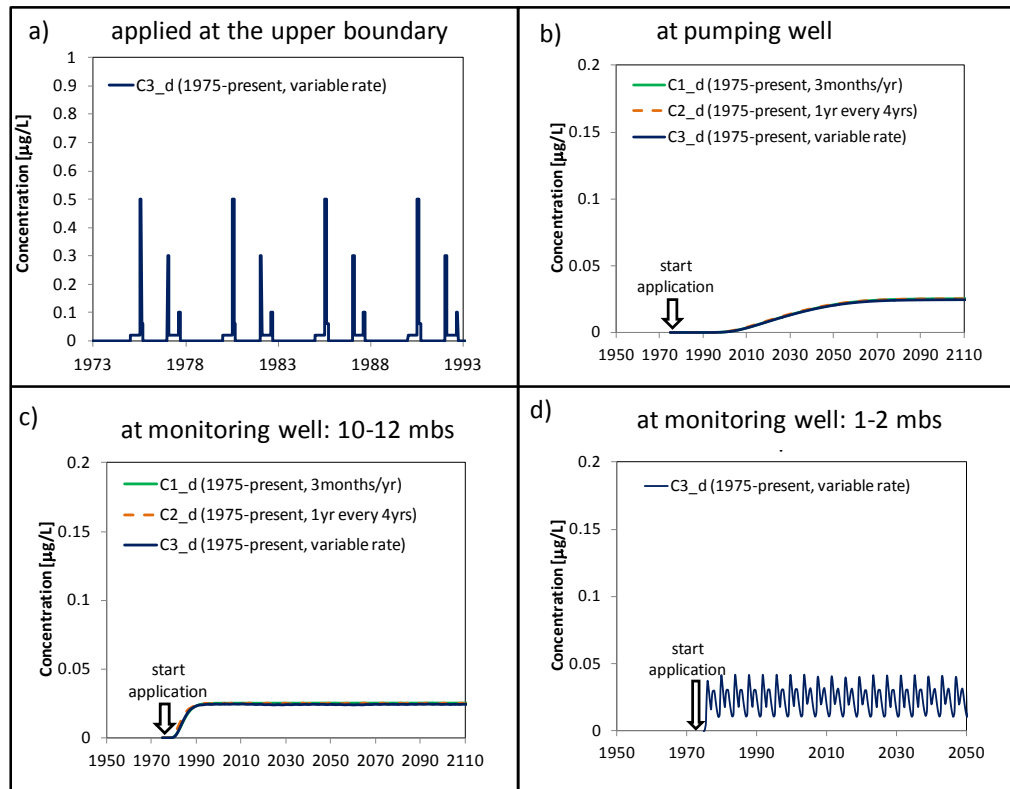 a)
applied at the upper boundary
C3_d (1975-present, variable rate)
Concentration [µg/L]
1
0.9
0.8
0.7
0.6
0.5
0.4
0.3
0.2
0.1
0
1973 1978 1983 1988 1993
b)
at pumping well
C1_d (1975-present, 3months/yr)
C2_d (1975-present, 1yr every 4yrs)
C3_d (1975-present, variable rate)
Concentration [µg/L]
0.2
0.15
0.1
0.05
0
start
application
1950 1970 1990 2010 2030 2050 2070 2090 2110
c)
at monitoring well: 10-12 mbs
C1_d (1975-present, 3months/yr)
C2_d (1975-present, 1yr every 4yrs)
C3_d (1975-present, variable rate)
Concentration [µg/L]
0.2
0.15
0.1
0.05
0
start
application
1950 1970 1990 2010 2030 2050 2070 2090 2110
d)
at monitoring well: 1-2 mbs
C3_d (1975-present, variable rate)
Concentration [µg/L]
0.2
0.15
0.1
0.05
0
start
application
1950 1960 1970 1980 1990 2000 2010 2020 2030 2040 2050